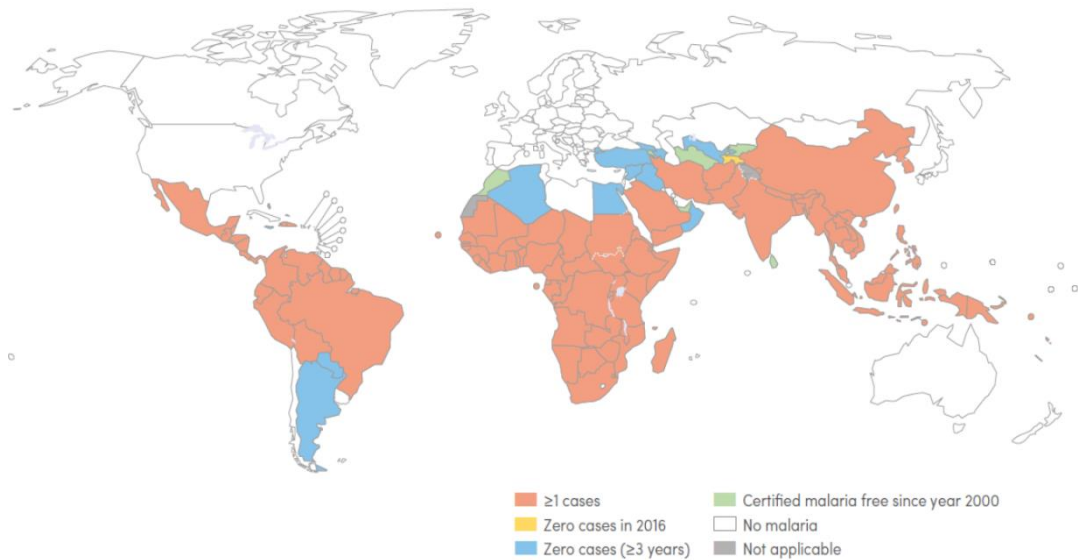 ≥1 cases
Zero cases in 2016
Zero cases (≥3 years)
Certified malaria free since year 2000
No malaria
Not applicable